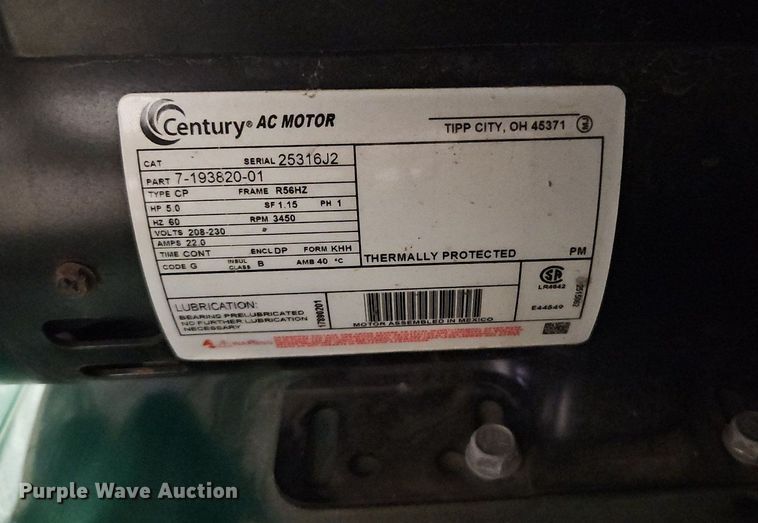 Century® AC MOTOR
TIPP CITY, OH 45371
CAT SERIAL 25316J2
PART 7-193820-01
TYPE CP FRAME R56HZ
HP 5.0 SF 1.15 PH 1
HZ 60 RPM 3450
VOLTS 208-230
AMPS 22.0
TIME CONT ENCL DP FORM KHH
CODE G INSUL CLASS B AMB 40 °C
THERMALLY PROTECTED PM
LUBRICATION:
BEARING PRELUBRICATED
NO FURTHER LUBRICATION
NECESSARY
17890701
MOTOR ASSEMBLED IN MEXICO
LR4642
E44549
Purple Wave Auction